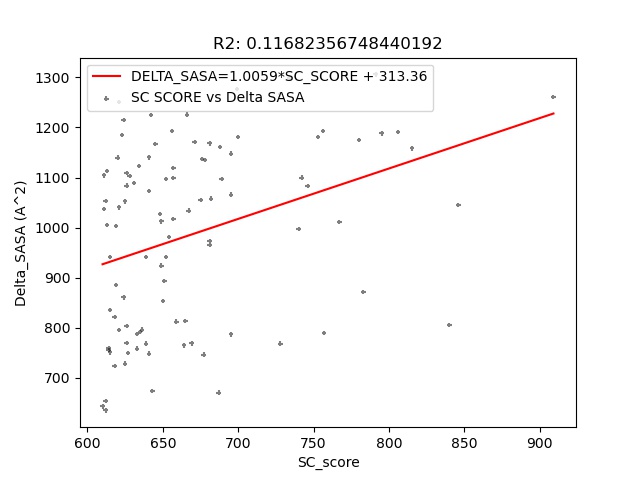 R2: 0.11682356748440192
DELTA_SASA=1.0059*SC_SCORE + 313.36
SC SCORE vs Delta SASA
Delta_SASA (A^2)
1300
1200
1100
1000
900
800
700
600
650
700
750
800
850
900
SC_score